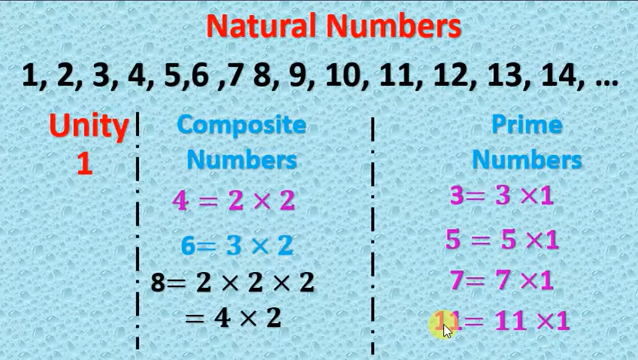 Natural Numbers
1, 2, 3, 4, 5,6 ,7 8, 9, 10, 11, 12, 13, 14, ...
Unity
1
Composite
Numbers
4 = 2 × 2
6= 3 × 2
8= 2 × 2 × 2
= 4 × 2
Prime
Numbers
3= 3 ×1
5 = 5 ×1
7= 7 ×1
11= 11 ×1